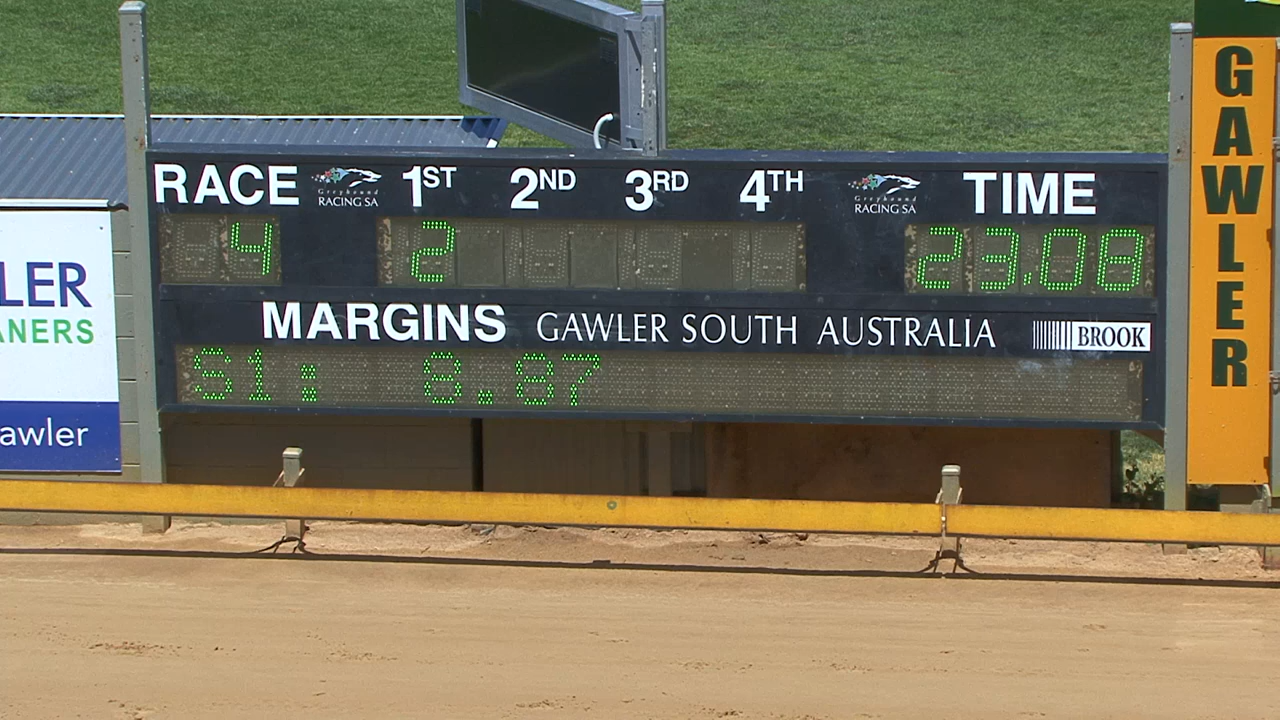 RACE Greyhound RACING SA 1ST 2ND 3RD 4TH Greyhound RACING SA TIME
4 2 23.08
MARGINS GAWLER SOUTH AUSTRALIA BROOK
S1: 8.87
GAWLER
LER
ANERS
awler